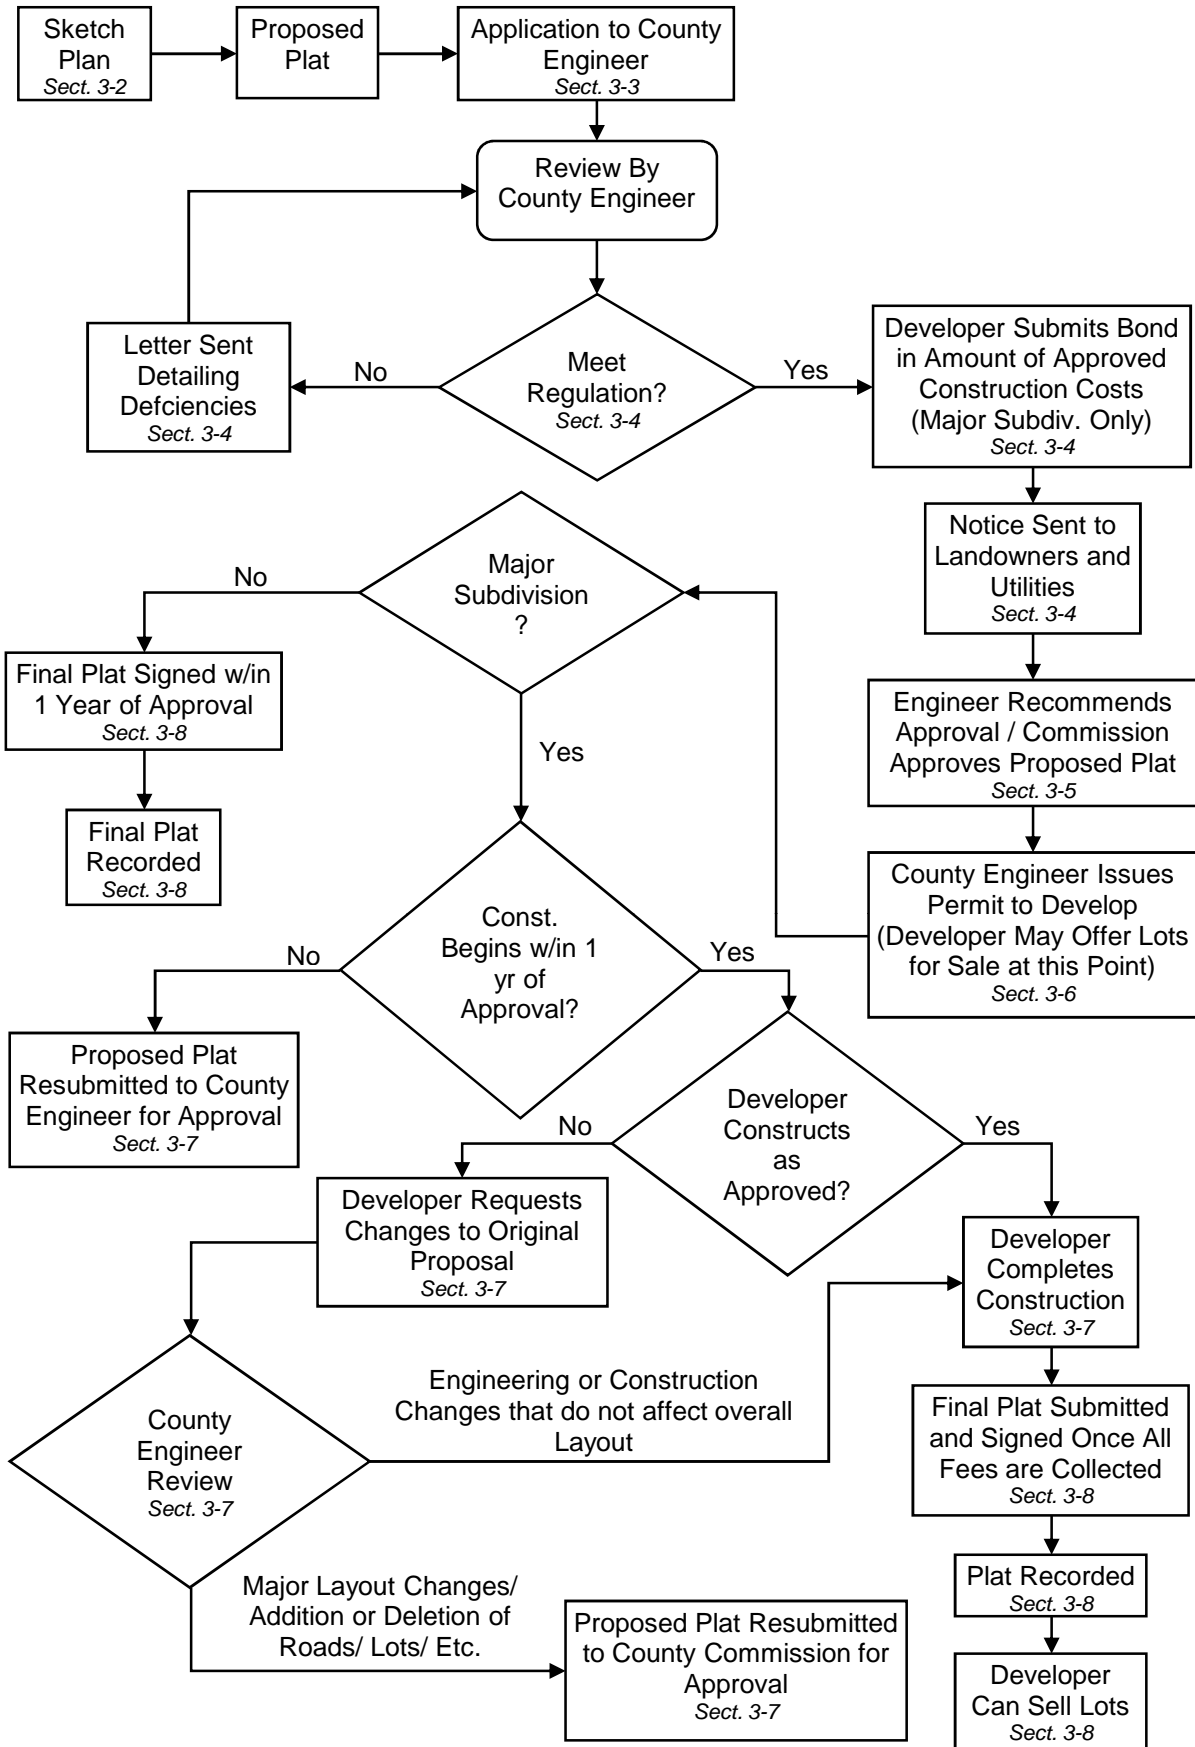 Sketch
Plan
Sect. 3-2
Proposed
Plat
Application to County
Engineer
Sect. 3-3
Review By
County Engineer
Letter Sent
Detailing
Defciencies
Sect. 3-4
No
Meet
Regulation?
Sect. 3-4
Yes
Developer Submits Bond
in Amount of Approved
Construction Costs
(Major Subdiv. Only)
Sect. 3-4
Notice Sent to
Landowners and
Utilities
Sect. 3-4
No
Major
Subdivision
?
Final Plat Signed w/in
1 Year of Approval
Sect. 3-8
Yes
Engineer Recommends
Approval / Commission
Approves Proposed Plat
Sect. 3-5
Final Plat
Recorded
Sect. 3-8
County Engineer Issues
Permit to Develop
(Developer May Offer Lots
for Sale at this Point)
Sect. 3-6
No
Const.
Begins w/in 1
yr of
Approval?
Yes
Proposed Plat
Resubmitted to County
Engineer for Approval
Sect. 3-7
No
Developer
Constructs
as
Approved?
Yes
Developer Requests
Changes to Original
Proposal
Sect. 3-7
Developer
Completes
Construction
Sect. 3-7
County
Engineer
Review
Sect. 3-7
Engineering or Construction
Changes that do not affect overall
Layout
Final Plat Submitted
and Signed Once All
Fees are Collected
Sect. 3-8
Major Layout Changes/
Addition or Deletion of
Roads/ Lots/ Etc.
Proposed Plat Resubmitted
to County Commission for
Approval
Sect. 3-7
Plat Recorded
Sect. 3-8
Developer
Can Sell Lots
Sect. 3-8